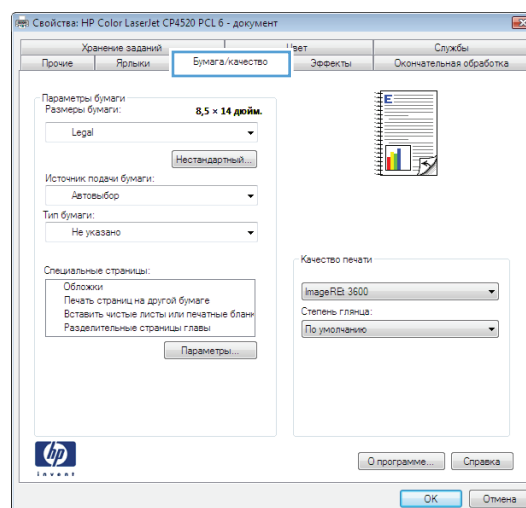 Свойства: HP Color LaserJet CP4520 PCL 6 - документ
Хранение заданий Цвет Службы
Прочие Ярлыки Бумага/качество Эффекты Окончательная обработка
Параметры бумаги
Размеры бумаги: 8,5 × 14 дюйм.
Legal
Нестандартный...
Источник подачи бумаги:
Автовыбор
Тип бумаги:
Не указано
Специальные страницы:
Обложки
Печать страниц на другой бумаге
Вставить чистые листы или печатные бланк
Разделительные страницы главы
Параметры...
E
Качество печати
ImageREt 3600
Степень глянца:
По умолчанию
hp
invent
О программе... Справка
OK Отмена